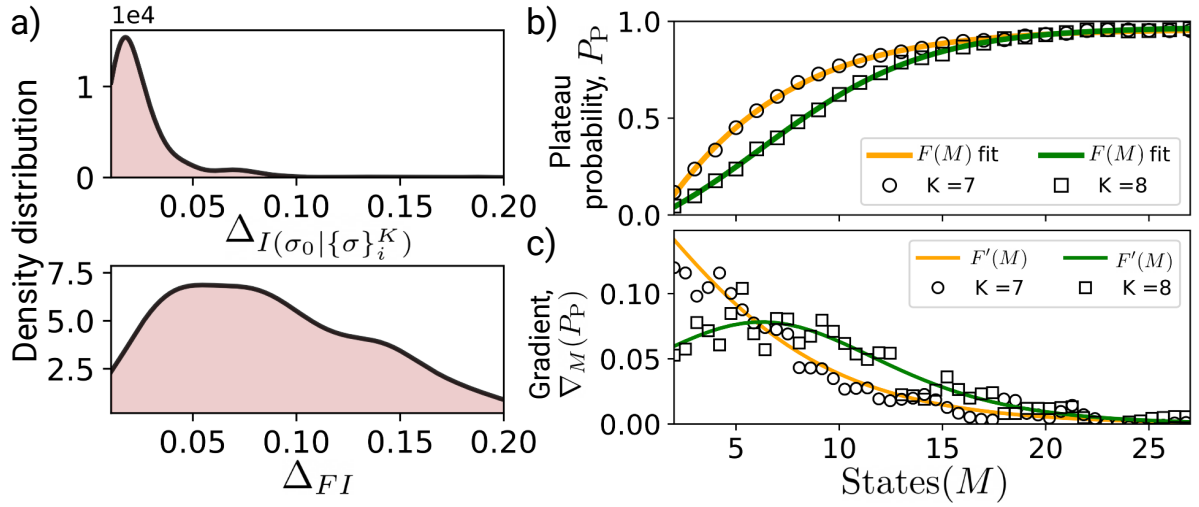 a)
1e4
1
0
0.05 0.10 0.15 0.20
Δ_{I(σ_0|{σ}_i^K)}
Density distribution
7.5
5.0
2.5
0.05 0.10 0.15 0.20
Δ_{FI}
b)
Plateau
probability, P_P
1.0
0.5
0.0
F(M) fit F(M) fit
K =7 K =8
c)
Gradient,
∇_M(P_P)
0.10
0.05
0.00
F′(M) F′(M)
K =7 K =8
5 10 15 20 25
States(M)